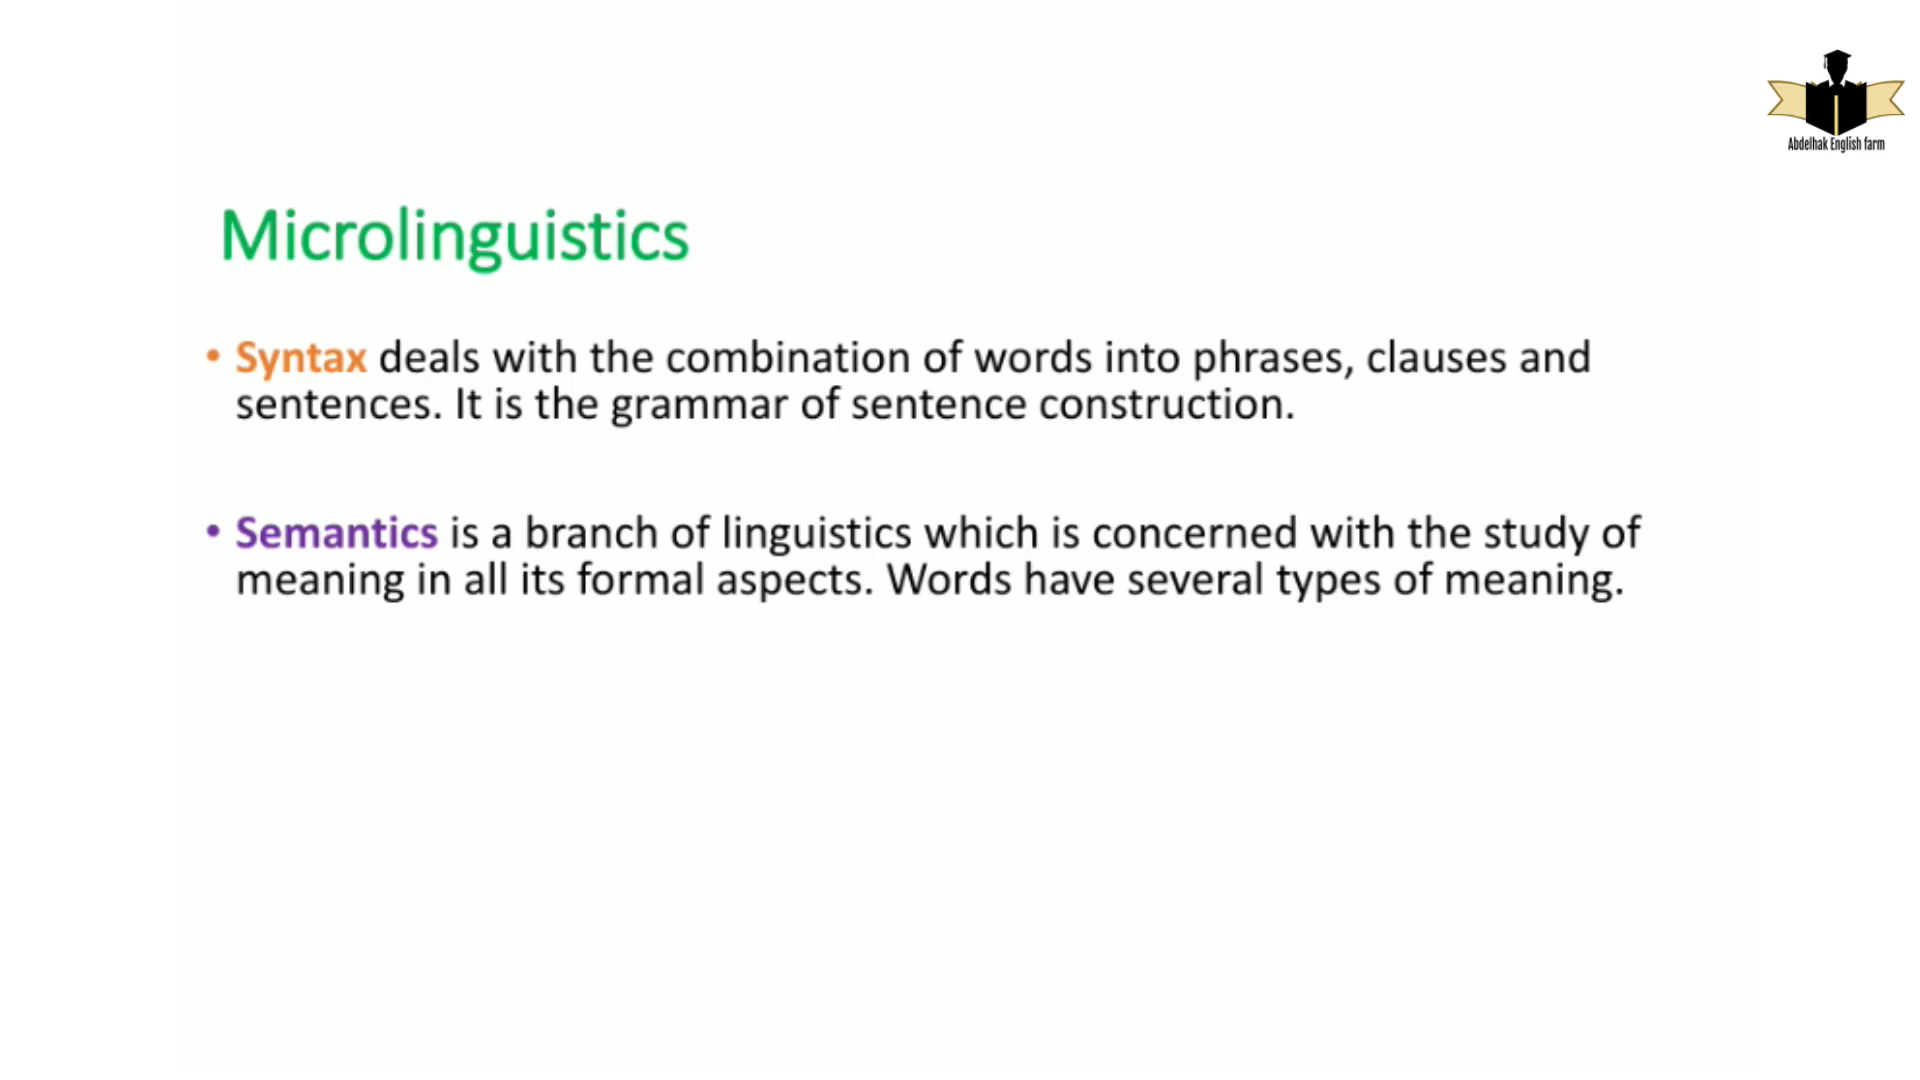 Abdelhak English farm
Microlinguistics
• Syntax deals with the combination of words into phrases, clauses and
sentences. It is the grammar of sentence construction.
• Semantics is a branch of linguistics which is concerned with the study of
meaning in all its formal aspects. Words have several types of meaning.